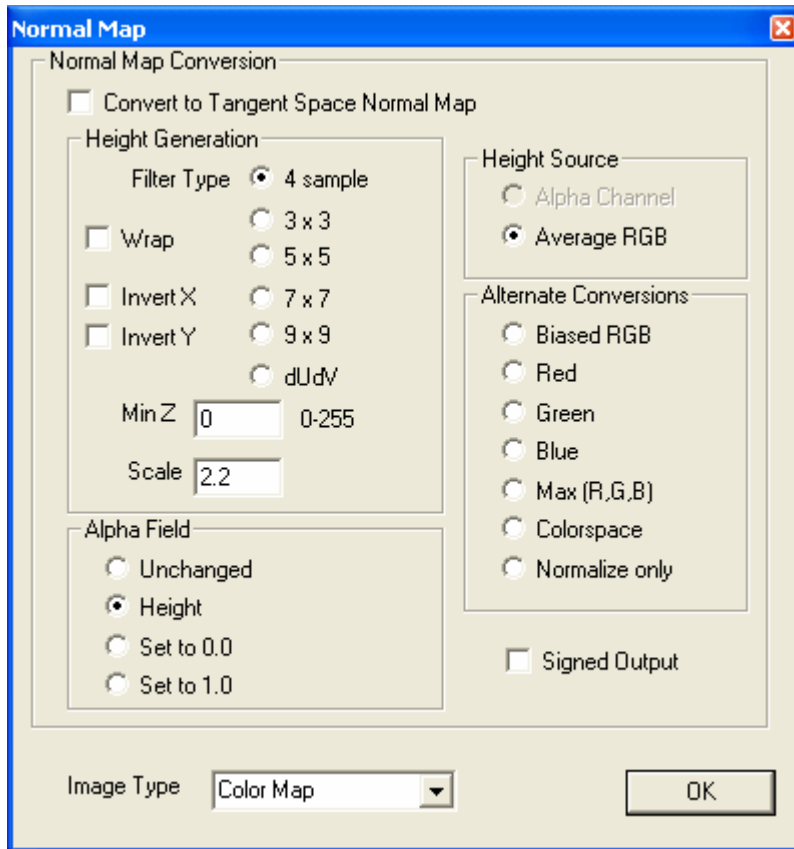 Normal Map
Normal Map Conversion
Convert to Tangent Space Normal Map
Height Generation
Filter Type
4 sample
3 x 3
Wrap
5 x 5
Invert X
7 x 7
Invert Y
9 x 9
dUdV
Min Z
0
0-255
Scale
2.2
Height Source
Alpha Channel
Average RGB
Alternate Conversions
Biased RGB
Red
Green
Blue
Max (R,G,B)
Colorspace
Normalize only
Alpha Field
Unchanged
Height
Set to 0.0
Set to 1.0
Signed Output
Image Type
Color Map
OK